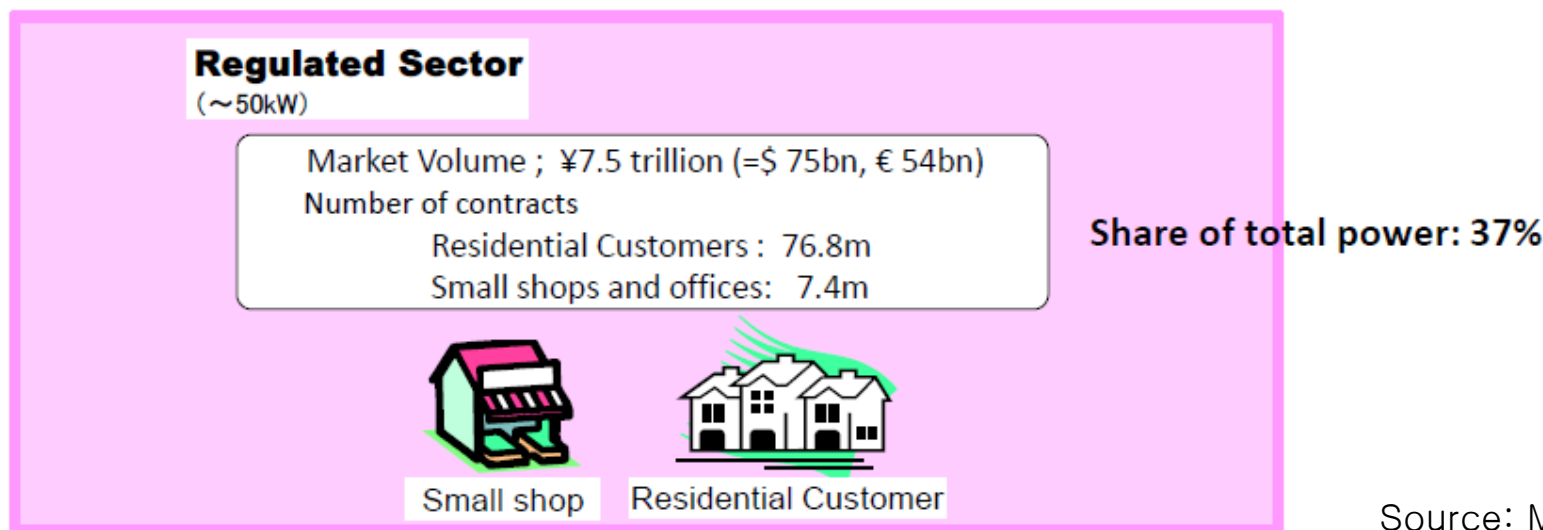 Regulated Sector
(～50kW)
Market Volume ; ¥7.5 trillion (=$ 75bn, € 54bn)
Number of contracts
Residential Customers : 76.8m
Small shops and offices: 7.4m
Share of total power: 37%
Small shop
Residential Customer
Source: M